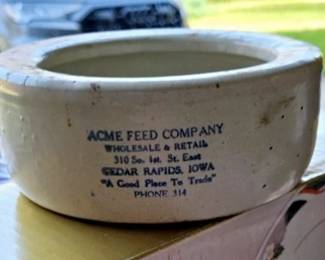 ACME FEED COMPANY
WHOLESALE & RETAIL
310 So. 1st. St. East
CEDAR RAPIDS, IOWA
"A Good Place To Trade"
PHONE 314